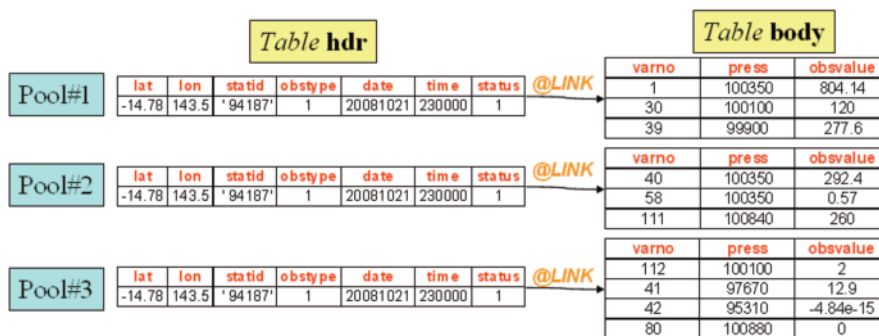 Table hdr
Table body
Pool#1
lat lon statid obstype date time status
-14.78 143.5 ' 94187' 1 20081021 230000 1
@LINK
varno press obsvalue
1 100350 804.14
30 100100 120
39 99900 277.6
Pool#2
lat lon statid obstype date time status
-14.78 143.5 ' 94187' 1 20081021 230000 1
@LINK
varno press obsvalue
40 100350 292.4
58 100350 0.57
111 100840 260
Pool#3
lat lon statid obstype date time status
-14.78 143.5 ' 94187' 1 20081021 230000 1
@LINK
varno press obsvalue
112 100100 2
41 97670 12.9
42 95310 -4.84e-15
80 100880 0